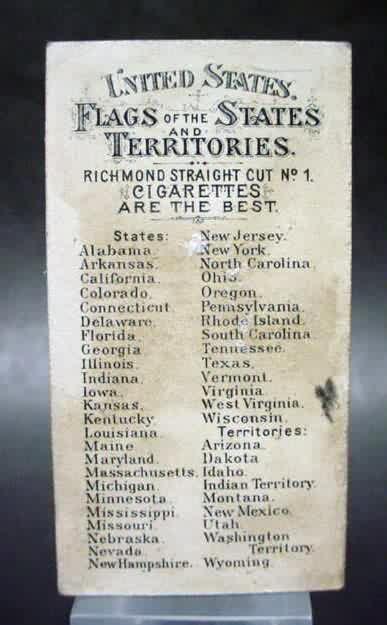 UNITED STATES.
FLAGS OF THE STATES
AND
TERRITORIES.
RICHMOND STRAIGHT CUT Nº 1.
CIGARETTES
ARE THE BEST.
States:
Alabama.
Arkansas.
California.
Colorado.
Connecticut.
Delaware.
Florida.
Georgia
Illinois.
Indiana.
Iowa.
Kansas.
Kentucky.
Louisiana.
Maine
Maryland.
Massachusetts.
Michigan.
Minnesota.
Mississippi.
Missouri.
Nebraska.
Nevada.
New Hampshire.
New Jersey.
New York.
North Carolina.
Ohio.
Oregon.
Pennsylvania.
Rhode Island.
South Carolina
Tennessee.
Texas.
Vermont.
Virginia.
West Virginia.
Wisconsin.
Territories:
Arizona.
Dakota
Idaho.
Indian Territory.
Montana.
New Mexico.
Utah.
Washington
Territory.
Wyoming.